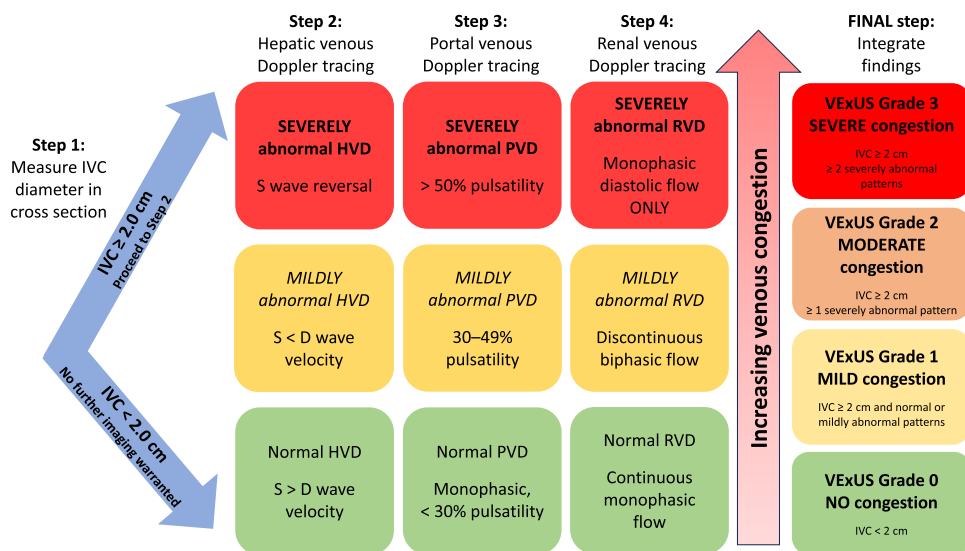 Step 1:
Measure IVC
diameter in
cross section
IVC ≥ 2.0 cm
Proceed to Step 2
IVC < 2.0 cm
No further imaging warranted
Step 2:
Hepatic venous
Doppler tracing
SEVERELY
abnormal HVD
S wave reversal
MILDLY
abnormal HVD
S < D wave
velocity
Normal HVD
S > D wave
velocity
Step 3:
Portal venous
Doppler tracing
SEVERELY
abnormal PVD
> 50% pulsatility
MILDLY
abnormal PVD
30–49%
pulsatility
Normal PVD
Monophasic,
< 30% pulsatility
Step 4:
Renal venous
Doppler tracing
SEVERELY
abnormal RVD
Monophasic
diastolic flow
ONLY
MILDLY
abnormal RVD
Discontinuous
biphasic flow
Normal RVD
Continuous
monophasic
flow
Increasing venous congestion
FINAL step:
Integrate
findings
VExUS Grade 3
SEVERE congestion
IVC ≥ 2 cm
≥ 2 severely abnormal
patterns
VExUS Grade 2
MODERATE
congestion
IVC ≥ 2 cm
≥ 1 severely abnormal pattern
VExUS Grade 1
MILD congestion
IVC ≥ 2 cm and normal or
mildly abnormal patterns
VExUS Grade 0
NO congestion
IVC < 2 cm